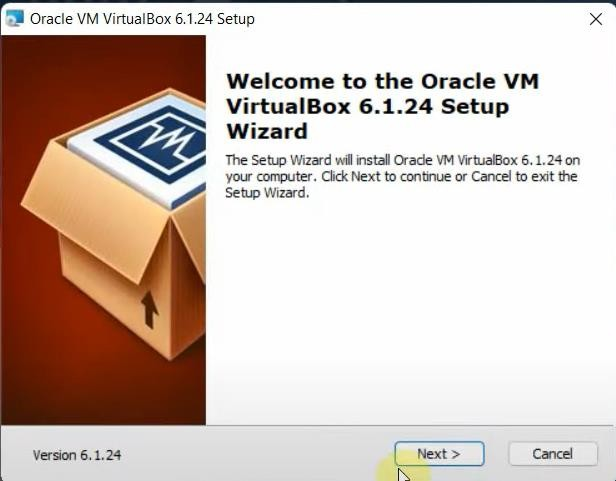 Oracle VM VirtualBox 6.1.24 Setup
Welcome to the Oracle VM
VirtualBox 6.1.24 Setup
Wizard
The Setup Wizard will install Oracle VM VirtualBox 6.1.24 on
your computer. Click Next to continue or Cancel to exit the
Setup Wizard.
Version 6.1.24
Next >
Cancel